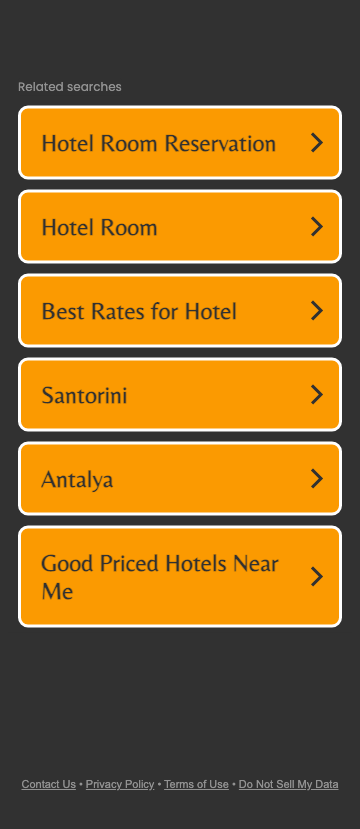 Related searches
Hotel Room Reservation
Hotel Room
Best Rates for Hotel
Santorini
Antalya
Good Priced Hotels Near
Me
Contact Us • Privacy Policy • Terms of Use • Do Not Sell My Data